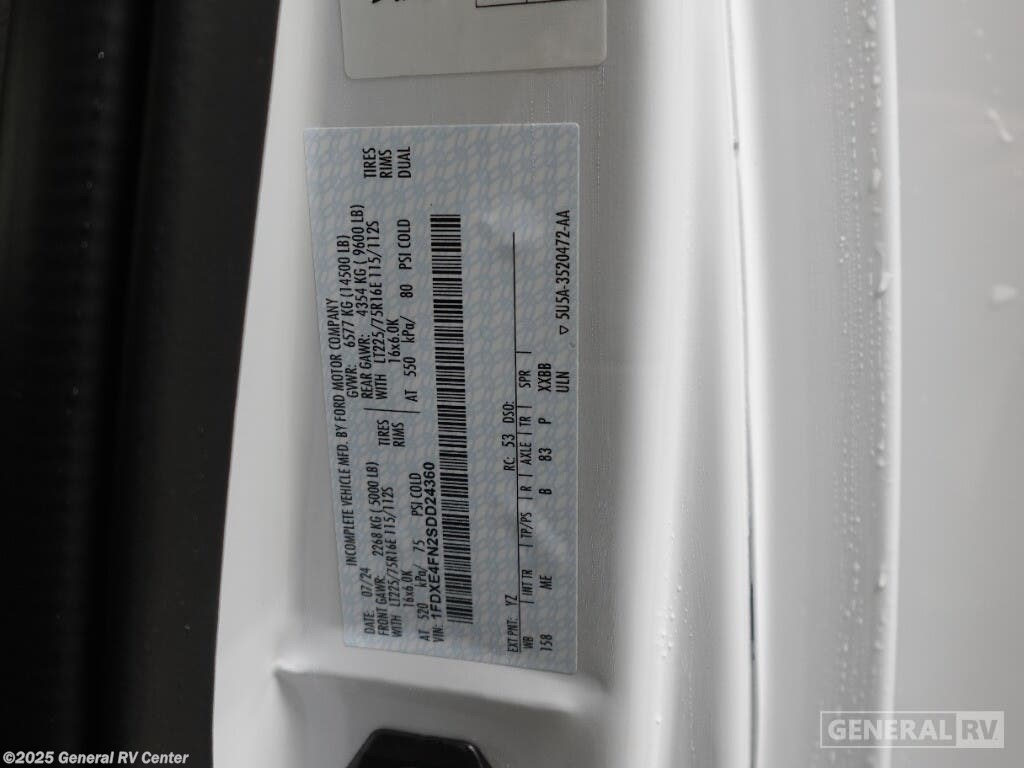 INCOMPLETE VEHICLE MFD. BY FORD MOTOR COMPANY
DATE: 07/24 GVWR: 6577 KG (14500 LB)
FRONT GAWR: 2268 KG (5000 LB) REAR GAWR: 4354 KG (9600 LB)
WITH LT225/75R16E 115/112S TIRES WITH LT225/75R16E 115/112S TIRES
16x6.0K RIMS 16x6.0K RIMS
AT 520 kPa/ 75 PSI COLD AT 550 kPa/ 80 PSI COLD DUAL
VIN: 1FDXE4FN2SDD24360
EXT PNT: YZ RC: 53 DSO:
WB INT TR TP/PS R AXLE TR SPR
158 ME B 83 P XXBB
ULN ▽ 5U5A-3520472-AA
GENERAL RV
©2025 General RV Center